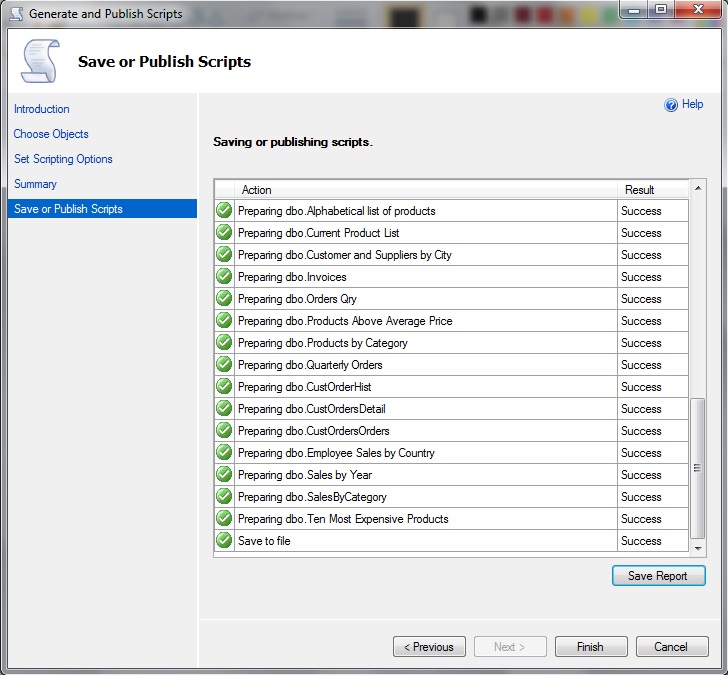 Generate and Publish Scripts
Save or Publish Scripts
Introduction
Choose Objects
Set Scripting Options
Summary
Save or Publish Scripts
Help
Saving or publishing scripts.
Action Result
Preparing dbo.Alphabetical list of products Success
Preparing dbo.Current Product List Success
Preparing dbo.Customer and Suppliers by City Success
Preparing dbo.Invoices Success
Preparing dbo.Orders Qry Success
Preparing dbo.Products Above Average Price Success
Preparing dbo.Products by Category Success
Preparing dbo.Quarterly Orders Success
Preparing dbo.CustOrderHist Success
Preparing dbo.CustOrdersDetail Success
Preparing dbo.CustOrdersOrders Success
Preparing dbo.Employee Sales by Country Success
Preparing dbo.Sales by Year Success
Preparing dbo.SalesByCategory Success
Preparing dbo.Ten Most Expensive Products Success
Save to file Success
Save Report
< Previous Next > Finish Cancel